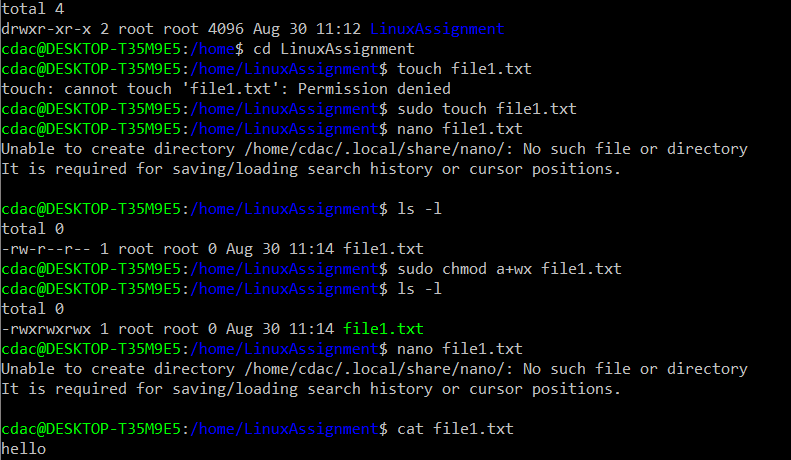 total 4
drwxr-xr-x 2 root root 4096 Aug 30 11:12 LinuxAssignment
cdac@DESKTOP-T35M9E5:/home$ cd LinuxAssignment
cdac@DESKTOP-T35M9E5:/home/LinuxAssignment$ touch file1.txt
touch: cannot touch 'file1.txt': Permission denied
cdac@DESKTOP-T35M9E5:/home/LinuxAssignment$ sudo touch file1.txt
cdac@DESKTOP-T35M9E5:/home/LinuxAssignment$ nano file1.txt
Unable to create directory /home/cdac/.local/share/nano/: No such file or directory
It is required for saving/loading search history or cursor positions.

cdac@DESKTOP-T35M9E5:/home/LinuxAssignment$ ls -l
total 0
-rw-r--r-- 1 root root 0 Aug 30 11:14 file1.txt
cdac@DESKTOP-T35M9E5:/home/LinuxAssignment$ sudo chmod a+wx file1.txt
cdac@DESKTOP-T35M9E5:/home/LinuxAssignment$ ls -l
total 0
-rwxrwxrwx 1 root root 0 Aug 30 11:14 file1.txt
cdac@DESKTOP-T35M9E5:/home/LinuxAssignment$ nano file1.txt
Unable to create directory /home/cdac/.local/share/nano/: No such file or directory
It is required for saving/loading search history or cursor positions.

cdac@DESKTOP-T35M9E5:/home/LinuxAssignment$ cat file1.txt
hello